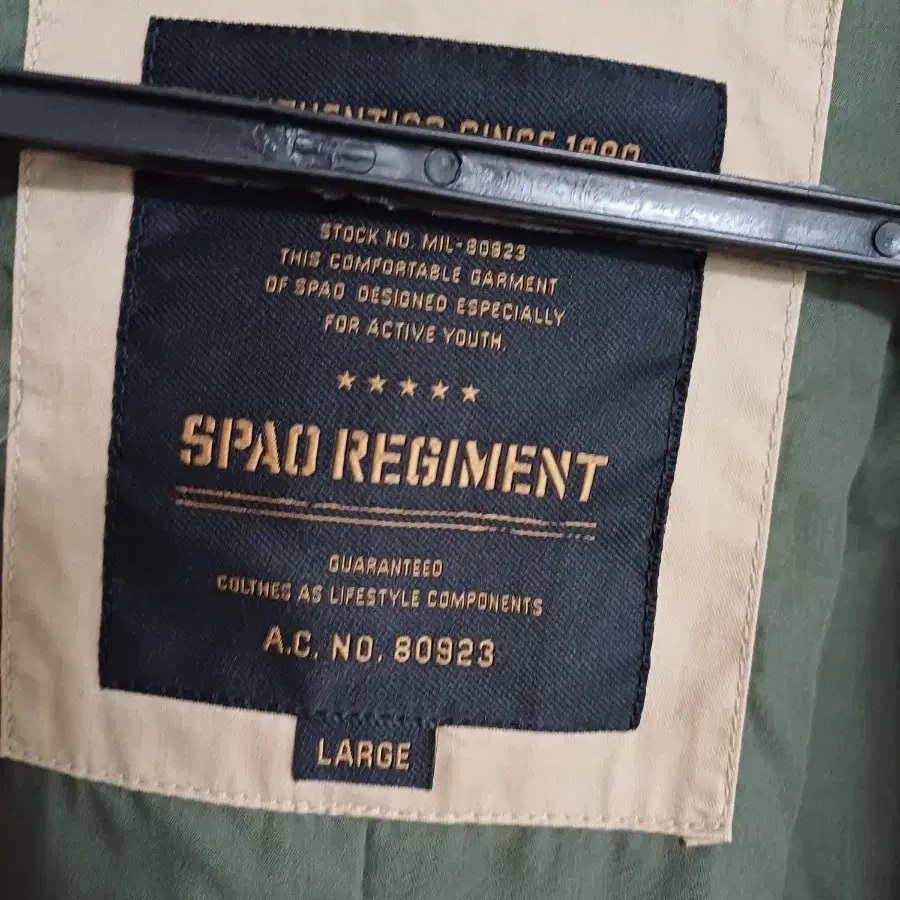 SINCE
STOCK NO. MIL-80923
THIS COMFORTABLE GARMENT
OF SPAO DESIGNED ESPECIALLY
FOR ACTIVE YOUTH.
SPAO REGIMENT
GUARANTEED
COLTHES AS LIFESTYLE COMPONENTS
A.C. NO. 80923
LARGE